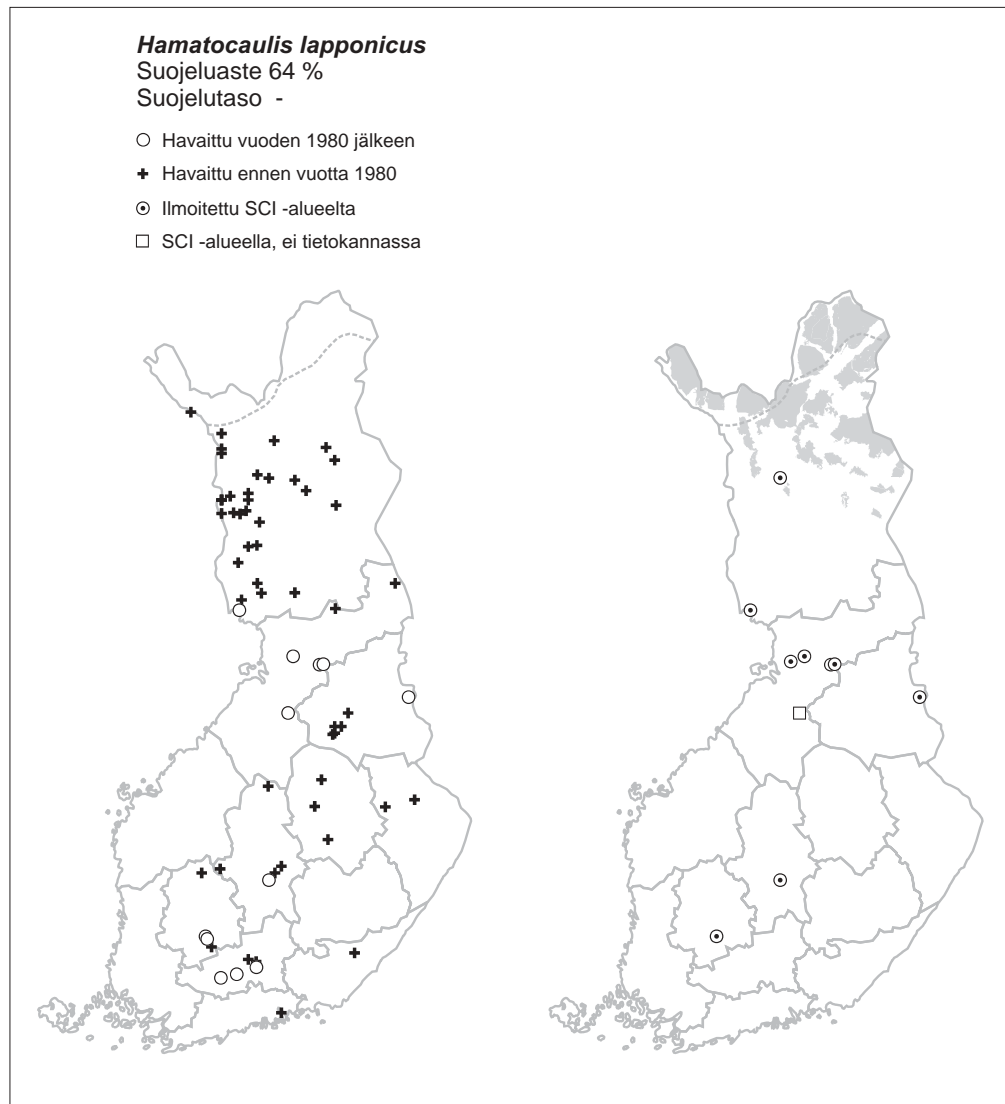 Hamatocaulis lapponicus
Suojeluaste 64 %
Suojelutaso -
Havaittu vuoden 1980 jälkeen
Havaittu ennen vuotta 1980
Ilmoitettu SCI -alueelta
SCI -alueella, ei tietokannassa